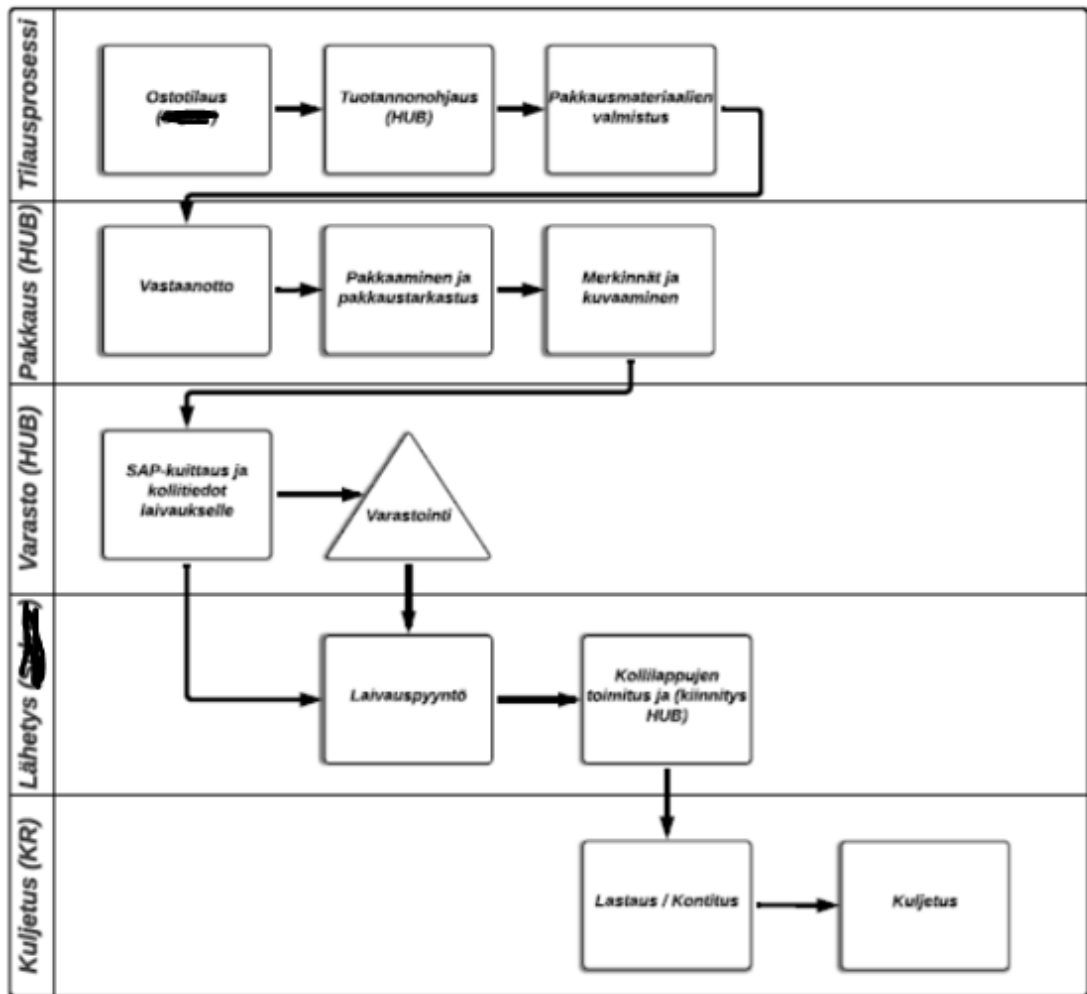 Tilausprosessi
Ostotilaus
Tuotannonohjaus
(HUB)
Pakkausmateriaalien
valmistus
Pakkaus (HUB)
Vastaanotto
Pakkaaminen ja
pakkaustarkastus
Merkinnät ja
kuvaaminen
Varasto (HUB)
SAP-kuittaus ja
kollitiedot
laivaukselle
Varastointi
Lähetys
Laivauspyyntö
Kollilappujen
toimitus ja (kiinnitys
HUB)
Kuljetus (KR)
Lastaus / Kontitus
Kuljetus